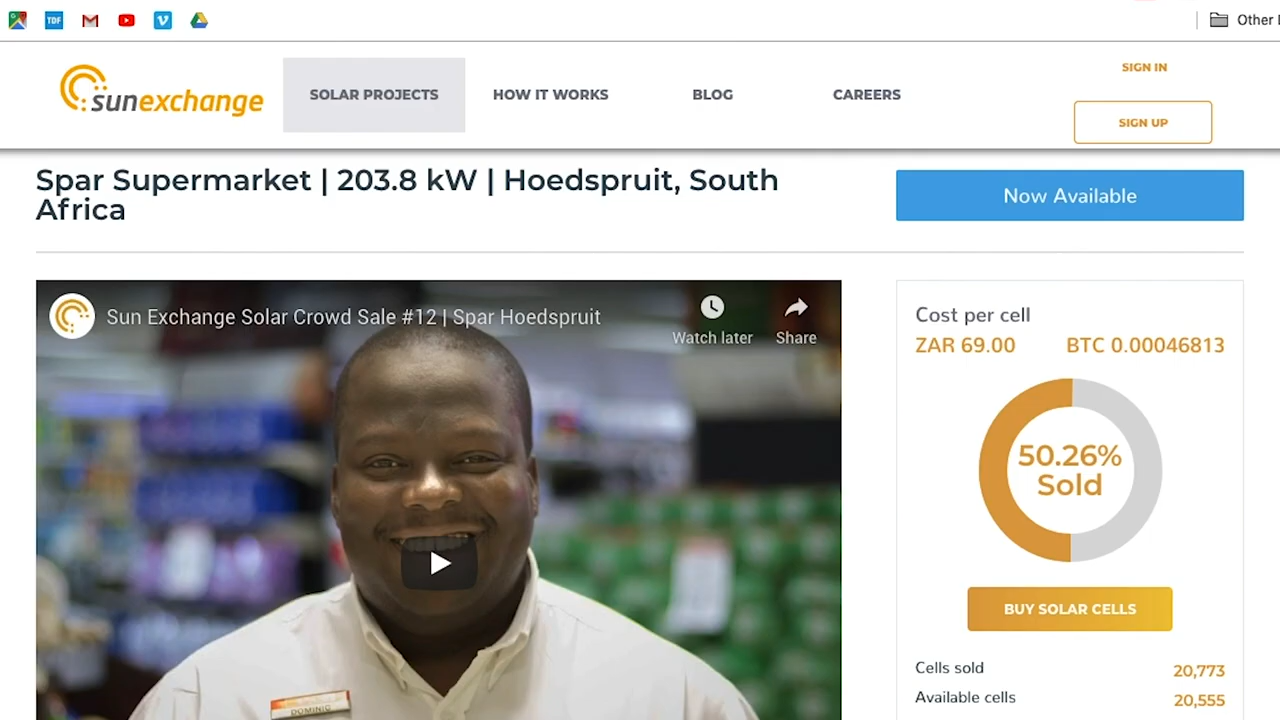 TDF
Other
sunexchange
SOLAR PROJECTS
HOW IT WORKS
BLOG
CAREERS
SIGN IN
SIGN UP
Spar Supermarket | 203.8 kW | Hoedspruit, South
Africa
Now Available
Sun Exchange Solar Crowd Sale #12 | Spar Hoedspruit
Watch later
Share
Cost per cell
ZAR 69.00 BTC 0.00046813
50.26%
Sold
BUY SOLAR CELLS
Cells sold 20,773
Available cells 20,555
DOMINIC